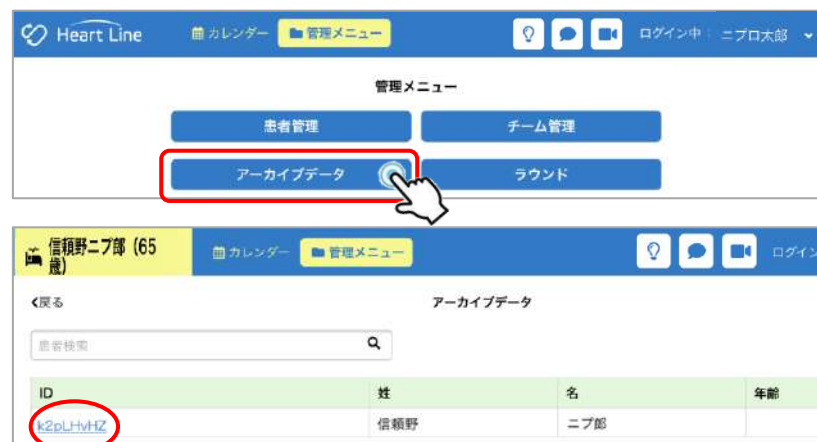 Heart Line カレンダー 管理メニュー ログイン中： ニプロ太郎
管理メニュー
患者管理 チーム管理
アーカイブデータ ラウンド
信頼野ニプ郎（65歳） カレンダー 管理メニュー ログイン
戻る アーカイブデータ
患者検索
ID 姓 名 年齢
k2pLHvHZ 信頼野 ニプ郎